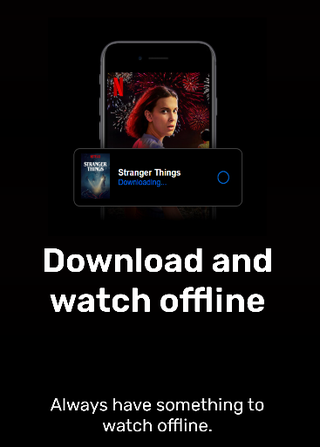 N
STRANGER
THINGS
Stranger Things
Downloading...
Download and
watch offline
Always have something to
watch offline.